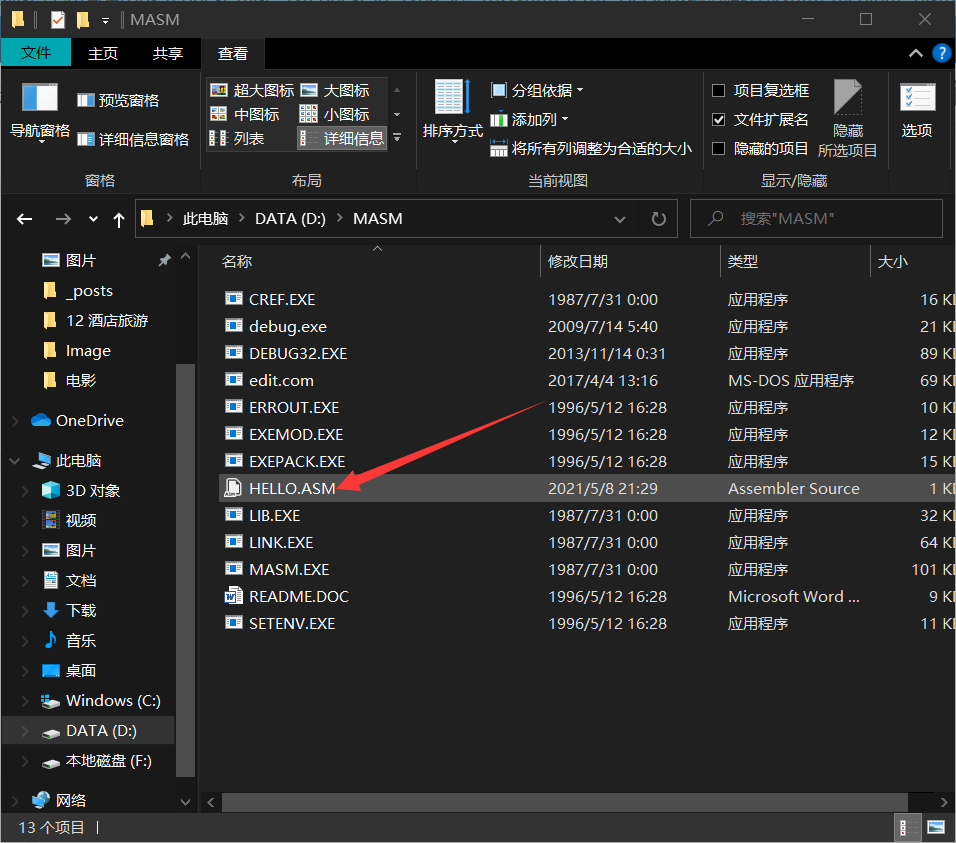 MASM
文件 主页 共享 查看
导航窗格 预览窗格 详细信息窗格
窗格
超大图标 大图标
中图标 小图标
列表 详细信息
布局
排序方式 分组依据
添加列
将所有列调整为合适的大小
当前视图
项目复选框
文件扩展名
隐藏的项目
隐藏
所选项目
显示/隐藏
选项
此电脑 DATA (D:) MASM
搜索"MASM"
图片
_posts
12 酒店旅游
Image
电影
OneDrive
此电脑
3D 对象
视频
图片
文档
下载
音乐
桌面
Windows (C:)
DATA (D:)
本地磁盘 (F:)
网络
名称 修改日期 类型 大小
CREF.EXE 1987/7/31 0:00 应用程序 16 K
debug.exe 2009/7/14 5:40 应用程序 21 K
DEBUG32.EXE 2013/11/14 0:31 应用程序 89 K
edit.com 2017/4/4 13:16 MS-DOS 应用程序 69 K
ERROUT.EXE 1996/5/12 16:28 应用程序 10 K
EXEMOD.EXE 1996/5/12 16:28 应用程序 12 K
EXEPACK.EXE 1996/5/12 16:28 应用程序 15 K
HELLO.ASM 2021/5/8 21:29 Assembler Source 1 K
LIB.EXE 1987/7/31 0:00 应用程序 32 K
LINK.EXE 1987/7/31 0:00 应用程序 64 K
MASM.EXE 1987/7/31 0:00 应用程序 101 K
README.DOC 1996/5/12 16:28 Microsoft Word ... 9 K
SETENV.EXE 1996/5/12 16:28 应用程序 11 K
13 个项目